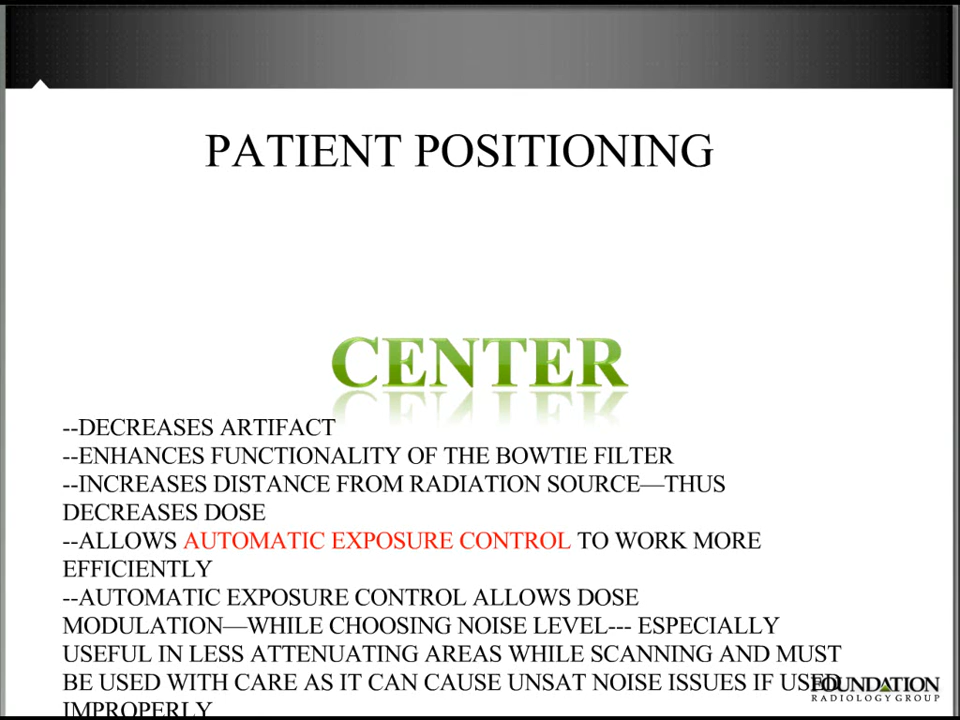 PATIENT POSITIONING
CENTER
--DECREASES ARTIFACT
--ENHANCES FUNCTIONALITY OF THE BOWTIE FILTER
--INCREASES DISTANCE FROM RADIATION SOURCE—THUS
DECREASES DOSE
--ALLOWS AUTOMATIC EXPOSURE CONTROL TO WORK MORE
EFFICIENTLY
--AUTOMATIC EXPOSURE CONTROL ALLOWS DOSE
MODULATION—WHILE CHOOSING NOISE LEVEL--- ESPECIALLY
USEFUL IN LESS ATTENUATING AREAS WHILE SCANNING AND MUST
BE USED WITH CARE AS IT CAN CAUSE UNSAT NOISE ISSUES IF USED
IMPROPERLY
FOUNDATION
RADIOLOGY GROUP